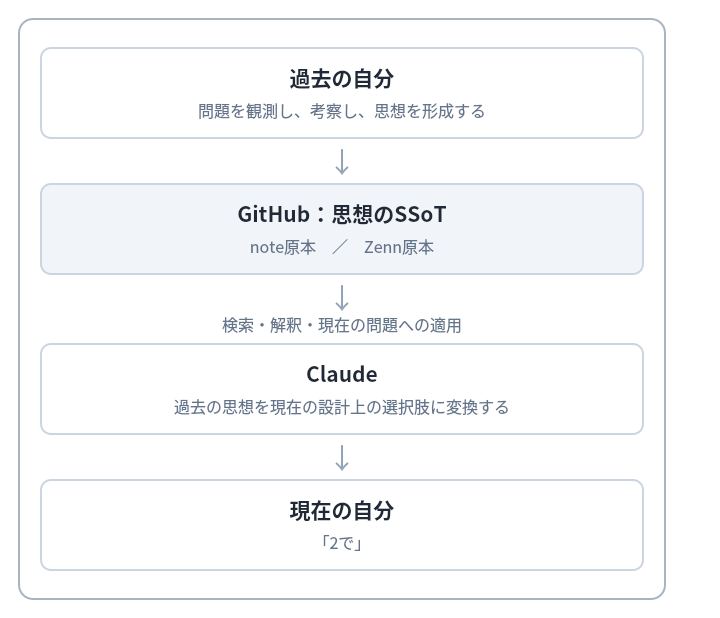 過去の自分
問題を観測し、考察し、思想を形成する
↓
GitHub：思想のSSoT
note原本　／　Zenn原本
↓
検索・解釈・現在の問題への適用
Claude
過去の思想を現在の設計上の選択肢に変換する
↓
現在の自分
「2で」